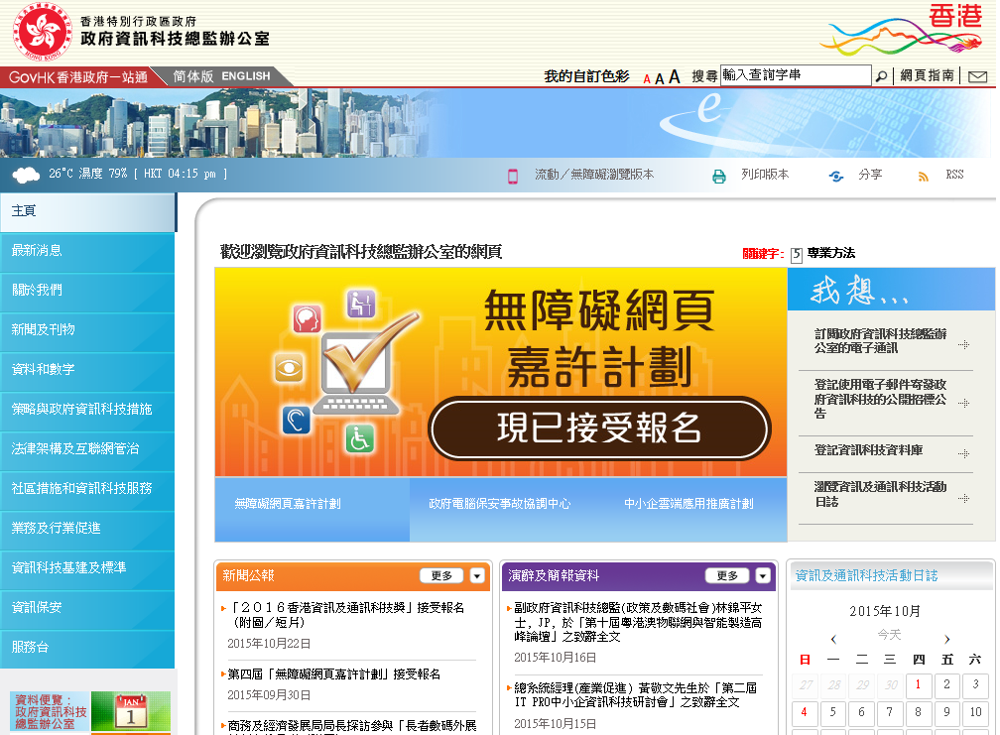 香港特別行政區政府
政府資訊科技總監辦公室
香港
GovHK香港政府一站通
简体版 ENGLISH
我的自訂色彩 A A A 搜尋 輸入查詢字串 網頁指南
26°C 濕度 79% [ HKT 04:15 pm ]
流動／無障礙瀏覽版本 列印版本 分享 RSS
主頁
最新消息
關於我們
新聞及刊物
資料和數字
策略與政府資訊科技措施
法律架構及互聯網管治
社區措施和資訊科技服務
業務及行業促進
資訊科技基建及標準
資訊保安
服務台
資料便覽：
政府資訊科技
總監辦公室
JAN
1
歡迎瀏覽政府資訊科技總監辦公室的網頁
關鍵字: 5 專業方法
無障礙網頁
嘉許計劃
現已接受報名
無障礙網頁嘉許計劃 政府電腦保安事故協調中心 中小企雲端應用推廣計劃
我想...
訂閱政府資訊科技總監辦
公室的電子通訊
登記使用電子郵件寄發政
府資訊科技的公開招標公
告
登記資訊科技資料庫
瀏覽資訊及通訊科技活動
日誌
新聞公報 更多
「２０１６香港資訊及通訊科技獎」接受報名
（附圖／短片）
2015年10月22日
第四屆「無障礙網頁嘉許計劃」接受報名
2015年09月30日
商務及經濟發展局局長探訪參與「長者數碼外展
演辭及簡報資料 更多
副政府資訊科技總監(政策及數碼社會)林錦平女
士, JP, 於「第十屆粵港澳物聯網與智能製造高
峰論壇」之致辭全文
2015年10月16日
總系統經理(產業促進) 黃敬文先生於「第二屆
IT PRO中小企資訊科技研討會」之致辭全文
2015年10月15日
資訊及通訊科技活動日誌
2015年10月
今天
日 一 二 三 四 五 六
27 28 29 30 1 2 3
4 5 6 7 8 9 10